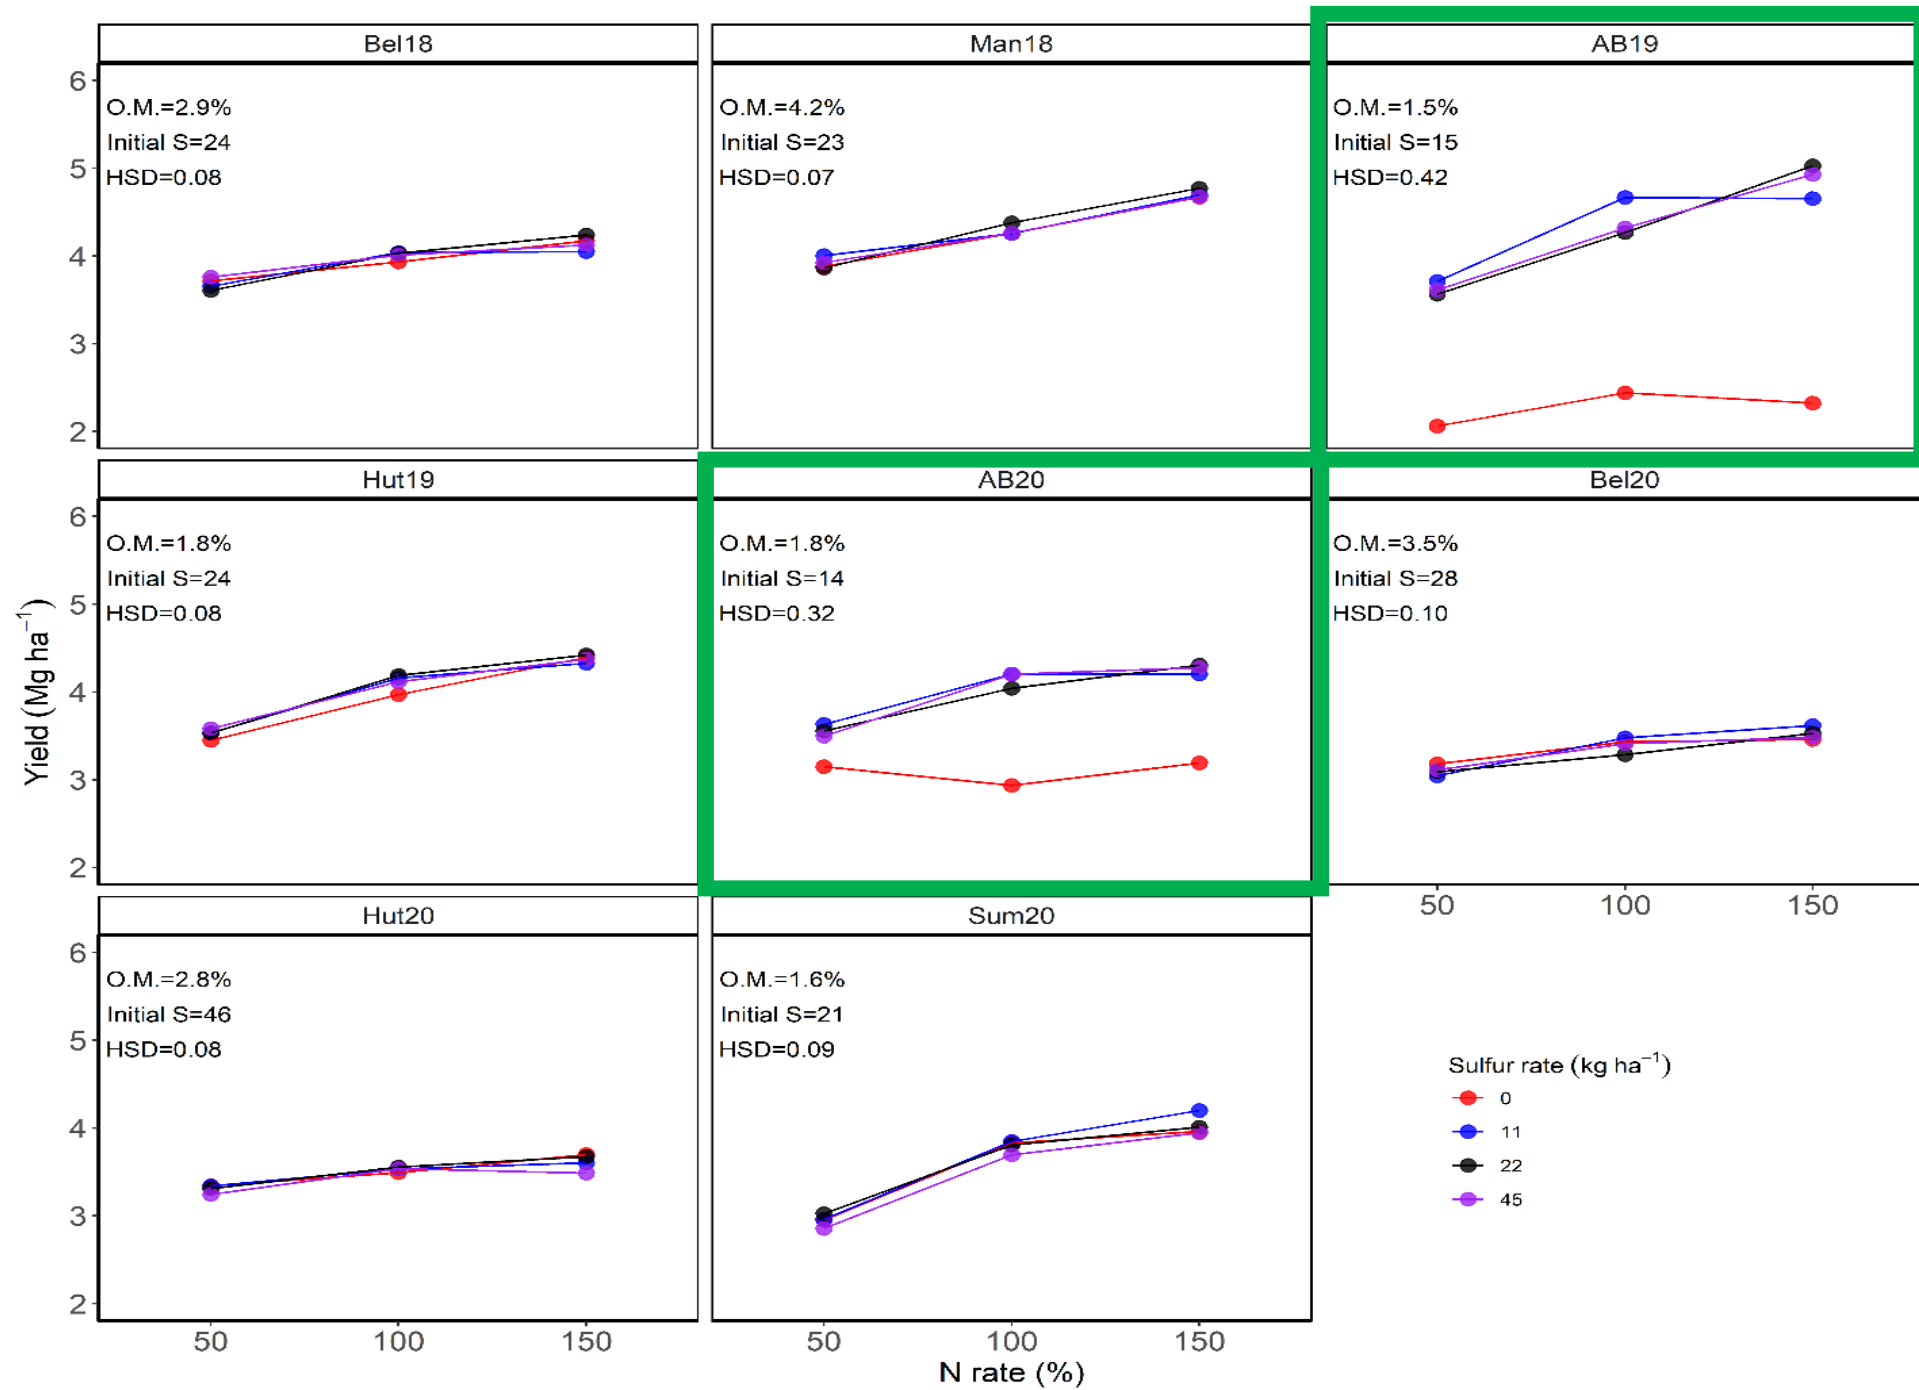 Bel18
Man18
AB19
6
5
4
3
2
O.M.=2.9%
Initial S=24
HSD=0.08
O.M.=4.2%
Initial S=23
HSD=0.07
O.M.=1.5%
Initial S=15
HSD=0.42
Hut19
AB20
Bel20
6
5
4
3
2
O.M.=1.8%
Initial S=24
HSD=0.08
O.M.=1.8%
Initial S=14
HSD=0.32
O.M.=3.5%
Initial S=28
HSD=0.10
50 100 150
Yield (Mg ha⁻¹)
Hut20
Sum20
6
5
4
3
2
O.M.=2.8%
Initial S=46
HSD=0.08
O.M.=1.6%
Initial S=21
HSD=0.09
50 100 150
50 100 150
N rate (%)
Sulfur rate (kg ha⁻¹)
0
11
22
45